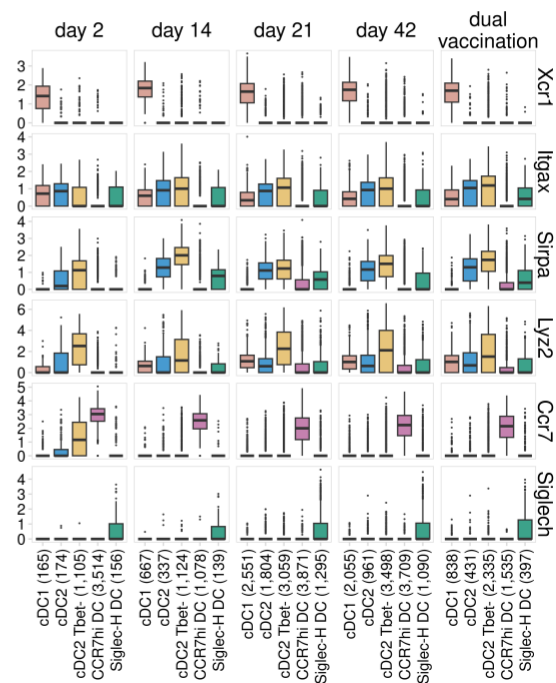 day 2 day 14 day 21 day 42 dual vaccination
3
2
1
0
Xcr1
4
3
2
1
0
Itgax
4
3
2
1
0
Sirpa
6
4
2
0
Lyz2
5
4
3
2
1
0
Ccr7
4
3
2
1
0
Siglech
cDC1 (165)
cDC2 (174)
cDC2 Tbet- (1,105)
CCR7hi DC (3,514)
Siglec-H DC (156)
cDC1 (667)
cDC2 (337)
cDC2 Tbet- (1,124)
CCR7hi DC (1,078)
Siglec-H DC (139)
cDC1 (2,551)
cDC2 (1,804)
cDC2 Tbet- (3,059)
CCR7hi DC (3,871)
Siglec-H DC (1,295)
cDC1 (2,055)
cDC2 (961)
cDC2 Tbet- (3,498)
CCR7hi DC (3,709)
Siglec-H DC (1,090)
cDC1 (838)
cDC2 (431)
cDC2 Tbet- (2,335)
CCR7hi DC (1,535)
Siglec-H DC (397)